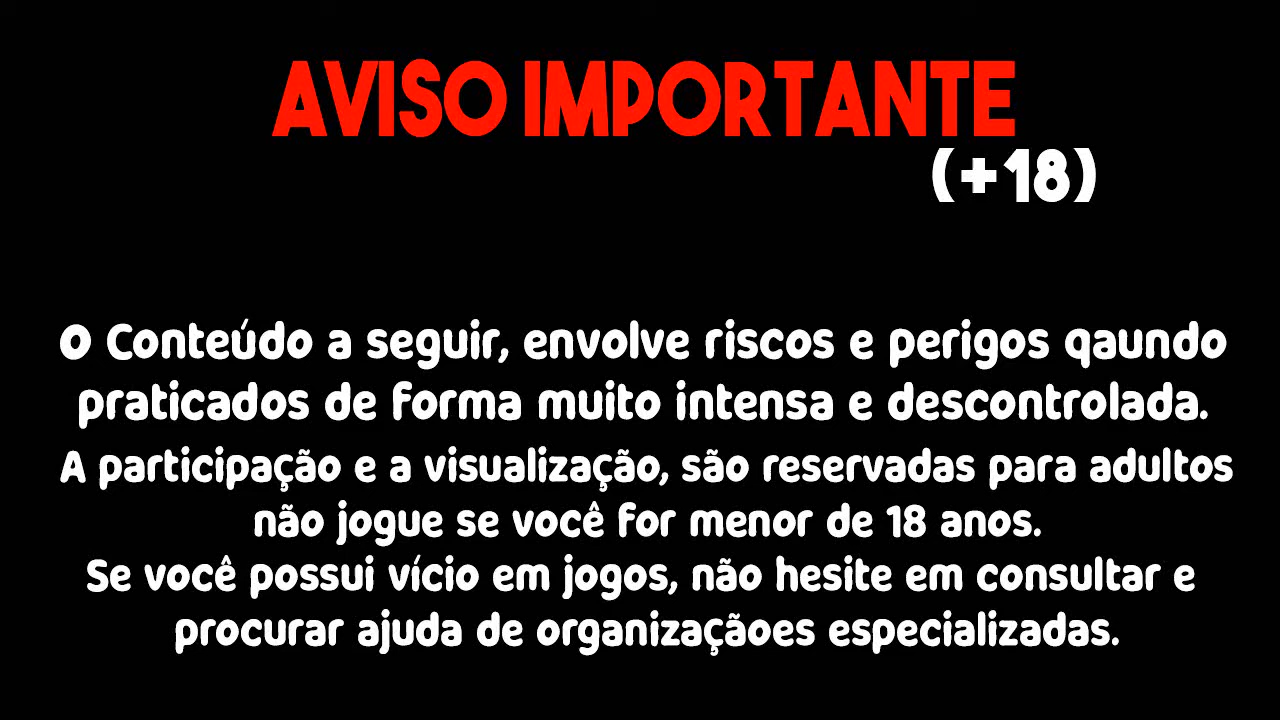 AVISO IMPORTANTE
(+18)
O Conteúdo a seguir, envolve riscos e perigos qaundo
praticados de forma muito intensa e descontrolada.
A participação e a visualização, são reservadas para adultos
não jogue se você for menor de 18 anos.
Se você possui vício em jogos, não hesite em consultar e
procurar ajuda de organizaçãoes especializadas.